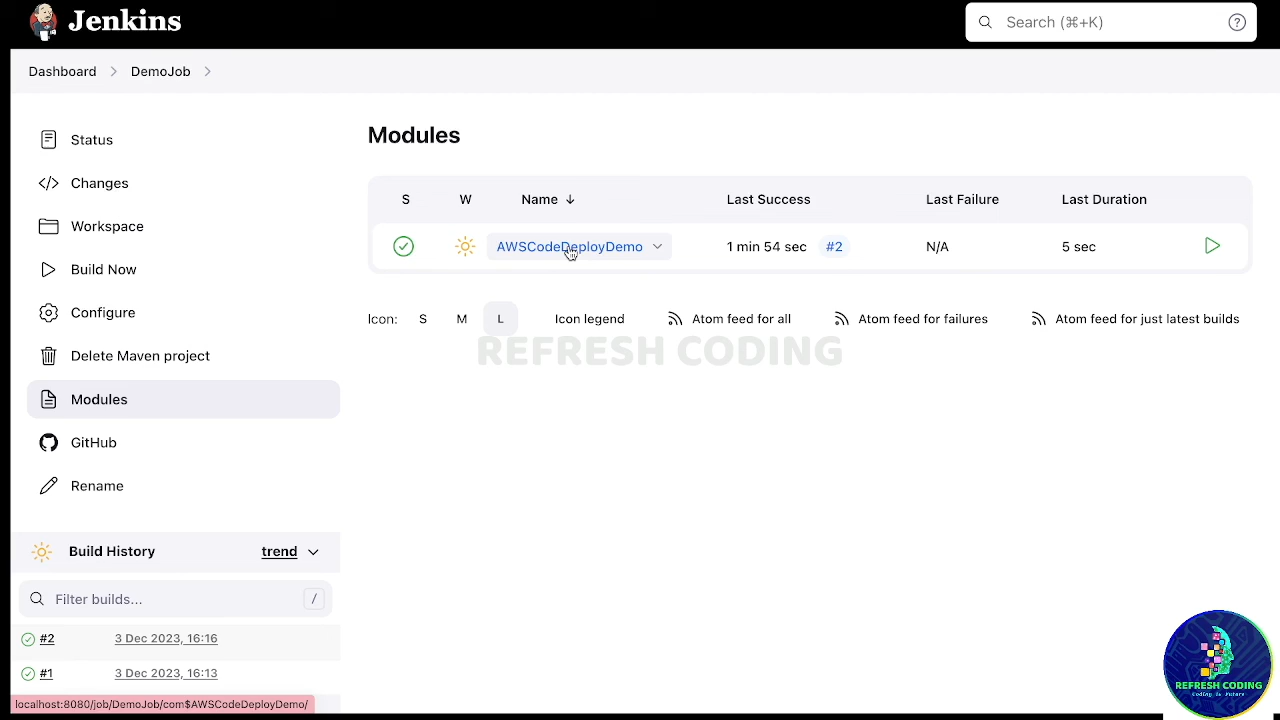 Jenkins
Search (⌘+K)
Dashboard
DemoJob
Status
Changes
Workspace
Build Now
Configure
Delete Maven project
Modules
GitHub
Rename
Build History
trend
Filter builds...
/
#2 3 Dec 2023, 16:16
#1 3 Dec 2023, 16:13
localhost:8080/job/DemoJob/com$AWSCodeDeployDemo/
Modules
S W Name ↓ Last Success Last Failure Last Duration
AWSCodeDeployDemo 1 min 54 sec #2 N/A 5 sec
Icon: S M L Icon legend Atom feed for all Atom feed for failures Atom feed for just latest builds
REFRESH CODING
REFRESH CODING
Coding is Future